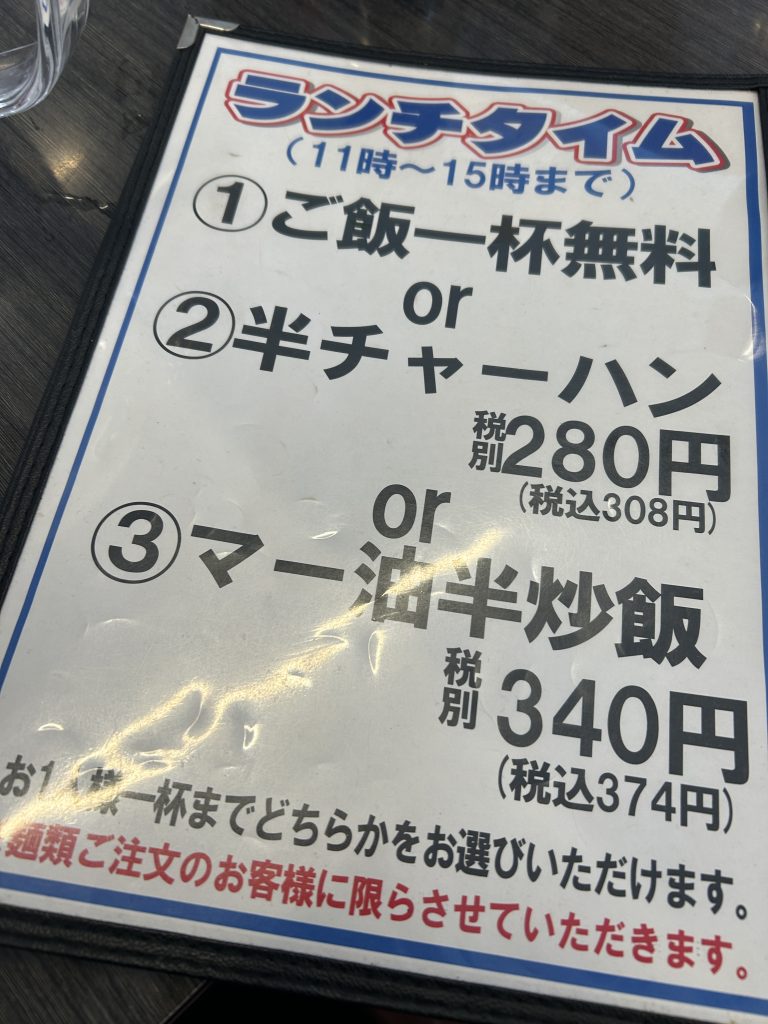 ランチタイム
(11時～15時まで)
①ご飯一杯無料
or
②半チャーハン
税別280円
(税込308円)
or
③マー油半炒飯
税別340円
(税込374円)
お1人様一杯までどちらかをお選びいただけます。
麺類ご注文のお客様に限らさせていただきます。